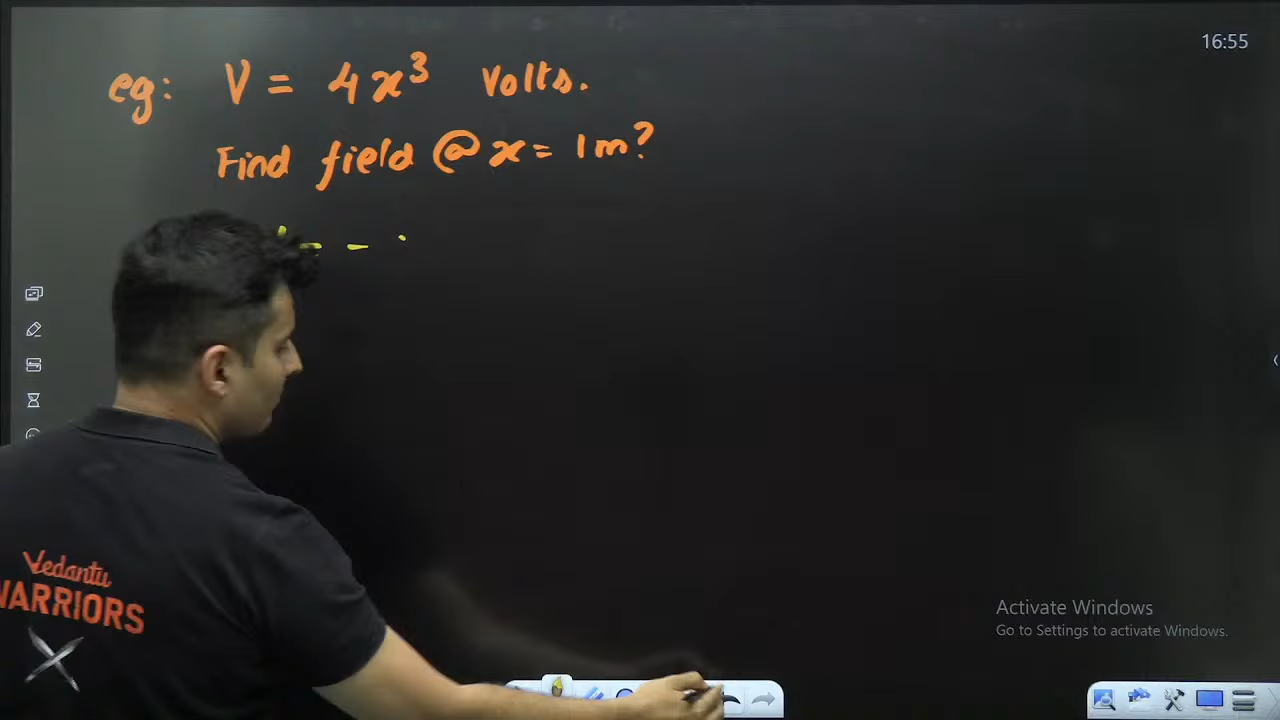 16:55
eg: V = 4x³ Volts.
Find field @ x = 1m?
Vedantu
WARRIORS
Activate Windows
Go to Settings to activate Windows.